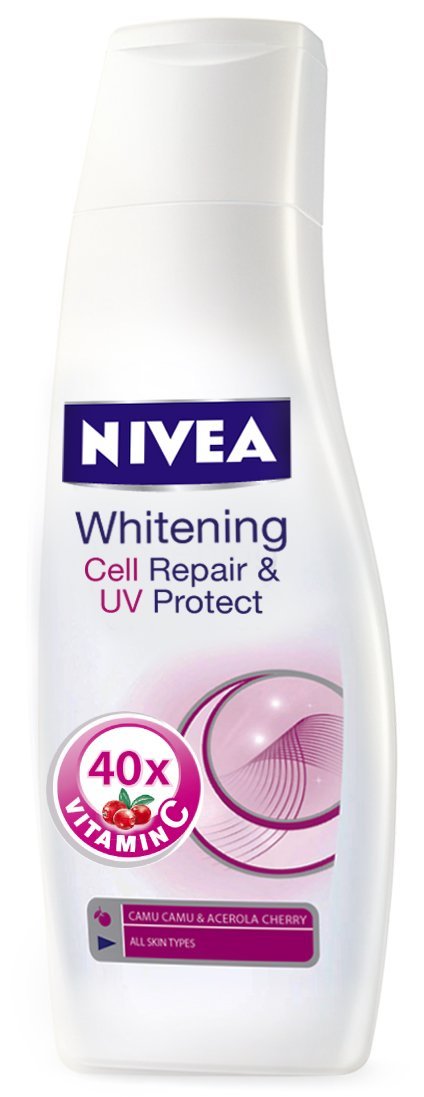 NIVEA
Whitening
Cell Repair &
UV Protect
40x
VITAMIN C
CAMU CAMU & ACEROLA CHERRY
ALL SKIN TYPES